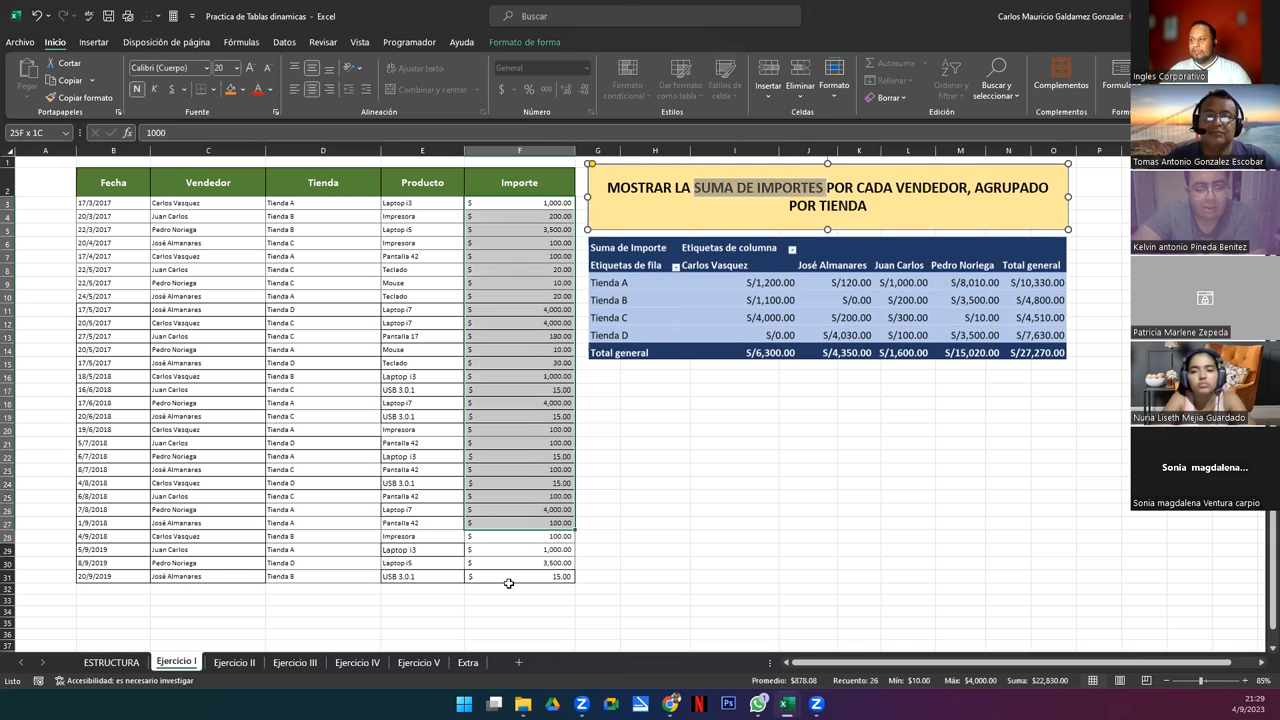 Practica de Tablas dinamicas - Excel
Buscar
Carlos Mauricio Galdamez Gonzalez
Archivo Inicio Insertar Disposición de página Fórmulas Datos Revisar Vista Programador Ayuda Formato de forma
Pegar
Cortar
Copiar
Copiar formato
Portapapeles
Calibri (Cuerpo) 20
N K S
Fuente
Ajustar texto
Combinar y centrar
Alineación
General
Número
Formato condicional
Dar formato como tabla
Estilos de celda
Estilos
Insertar Eliminar Formato
Celdas
Autosuma
Rellenar
Borrar
Ordenar y filtrar
Buscar y seleccionar
Edición
Complementos
Complementos
25F x 1C
fx 1000
A B C D E F G H I J K L M N O P
Fecha Vendedor Tienda Producto Importe
17/3/2017 Carlos Vasquez Tienda A Laptop i3 $ 1,000.00
20/3/2017 Juan Carlos Tienda B Impresora $ 200.00
22/3/2017 Pedro Noriega Tienda B Laptop i5 $ 3,500.00
20/4/2017 José Almanares Tienda C Impresora $ 100.00
17/4/2017 Carlos Vasquez Tienda A Pantalla 42 $ 100.00
22/5/2017 Juan Carlos Tienda C Teclado $ 20.00
22/5/2017 Pedro Noriega Tienda C Mouse $ 10.00
24/5/2017 José Almanares Tienda A Teclado $ 20.00
17/5/2017 José Almanares Tienda D Laptop i7 $ 4,000.00
20/5/2017 Carlos Vasquez Tienda C Laptop i7 $ 4,000.00
27/5/2017 Juan Carlos Tienda C Pantalla 17 $ 180.00
20/5/2017 Pedro Noriega Tienda A Mouse $ 10.00
17/5/2017 José Almanares Tienda D Teclado $ 30.00
18/5/2018 Carlos Vasquez Tienda B Laptop i3 $ 1,000.00
16/6/2018 Juan Carlos Tienda C USB 3.0.1 $ 15.00
17/6/2018 Pedro Noriega Tienda A Laptop i7 $ 4,000.00
20/6/2018 José Almanares Tienda C USB 3.0.1 $ 15.00
19/6/2018 Carlos Vasquez Tienda A Impresora $ 100.00
5/7/2018 Juan Carlos Tienda D Pantalla 42 $ 100.00
6/7/2018 Pedro Noriega Tienda A Laptop i3 $ 15.00
8/7/2018 José Almanares Tienda C Pantalla 42 $ 100.00
4/8/2018 Carlos Vasquez Tienda D USB 3.0.1 $ 15.00
6/8/2018 Juan Carlos Tienda C Pantalla 42 $ 100.00
7/8/2018 Pedro Noriega Tienda A Laptop i7 $ 4,000.00
1/9/2018 José Almanares Tienda A Pantalla 42 $ 100.00
4/9/2018 Carlos Vasquez Tienda B Impresora $ 100.00
5/9/2019 Juan Carlos Tienda A Laptop i3 $ 1,000.00
8/9/2019 Pedro Noriega Tienda D Laptop i5 $ 3,500.00
20/9/2019 José Almanares Tienda B USB 3.0.1 $ 15.00
MOSTRAR LA SUMA DE IMPORTES POR CADA VENDEDOR, AGRUPADO
POR TIENDA
Suma de Importe Etiquetas de columna
Etiquetas de fila Carlos Vasquez José Almanares Juan Carlos Pedro Noriega Total general
Tienda A S/1,200.00 S/120.00 S/1,000.00 S/8,010.00 S/10,330.00
Tienda B S/1,100.00 S/0.00 S/200.00 S/3,500.00 S/4,800.00
Tienda C S/4,000.00 S/200.00 S/300.00 S/10.00 S/4,510.00
Tienda D S/0.00 S/4,030.00 S/100.00 S/3,500.00 S/7,630.00
Total general S/6,300.00 S/4,350.00 S/1,600.00 S/15,020.00 S/27,270.00
Ingles Corporativo
Tomas Antonio Gonzalez Escobar
Kelvin antonio Pineda Benitez
Patricia Marlene Zepeda
Nuria Liseth Mejia Guardado
Sonia magdalena...
Sonia magdalena Ventura carpio
ESTRUCTURA Ejercicio I Ejercicio II Ejercicio III Ejercicio IV Ejercicio V Extra
Listo Accesibilidad: es necesario investigar Promedio: $878.08 Recuento: 26 Mín: $10.00 Máx: $4,000.00 Suma: $22,830.00 85%
21:29
4/9/2023